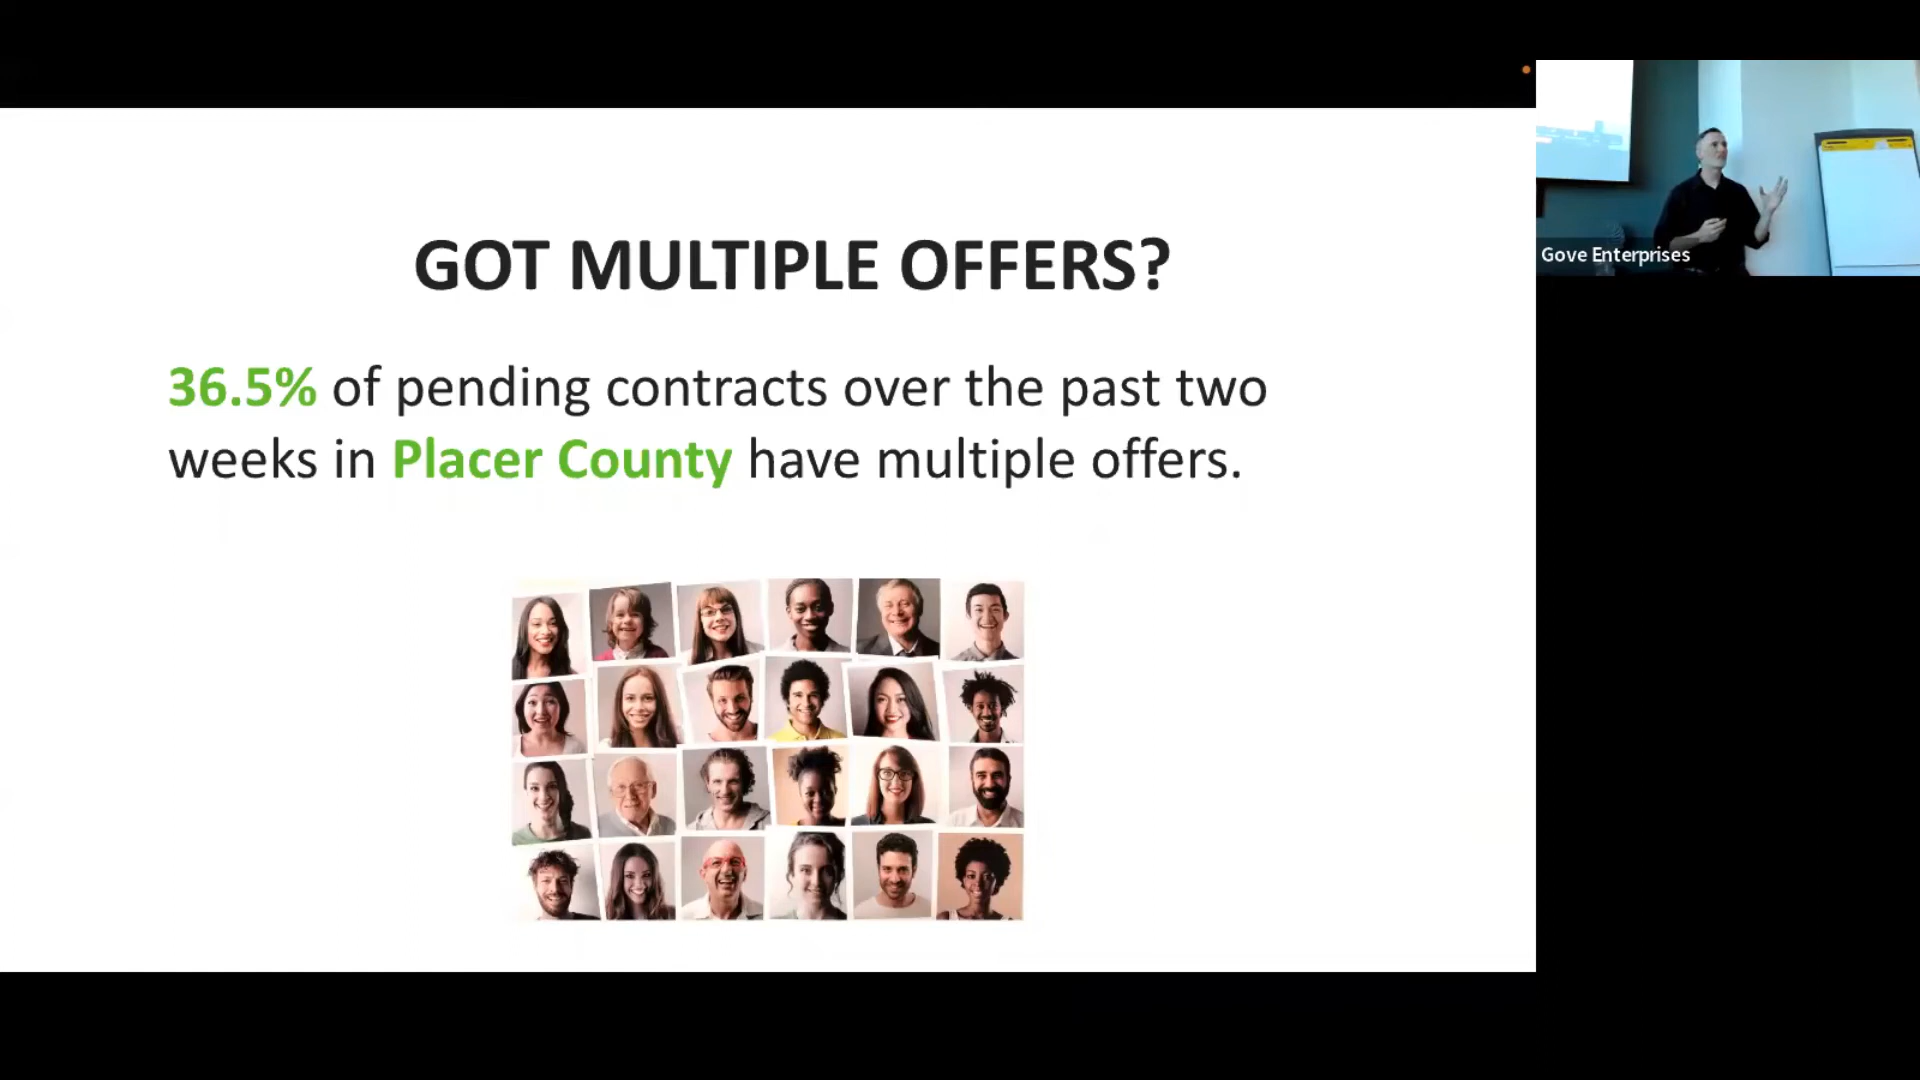 GOT MULTIPLE OFFERS?
36.5% of pending contracts over the past two
weeks in Placer County have multiple offers.
Gove Enterprises